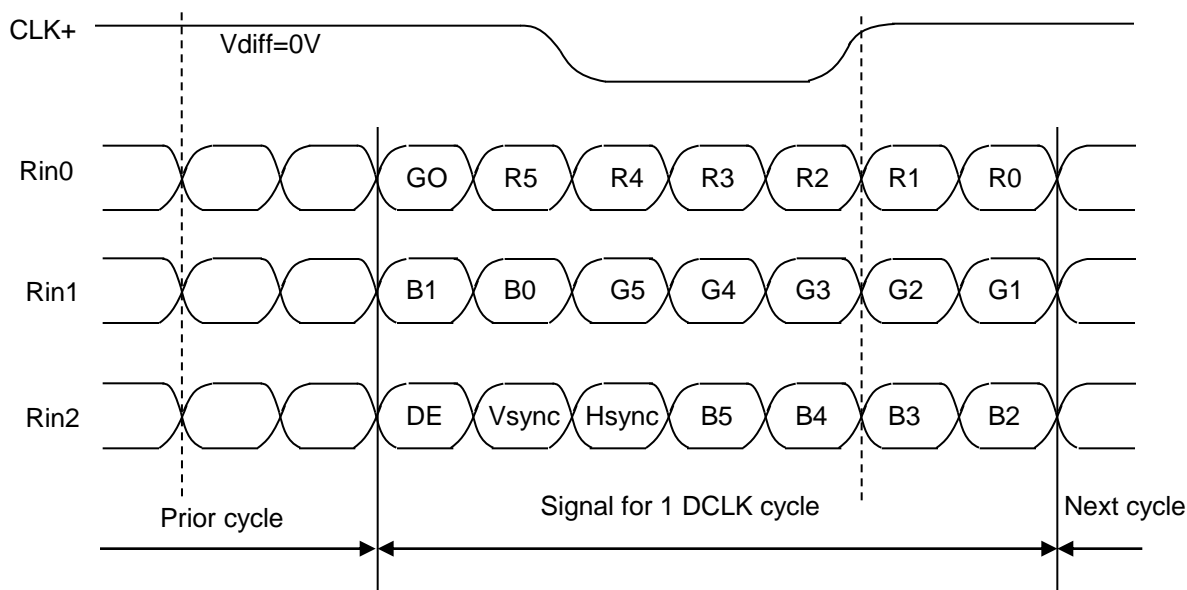 CLK+
Vdiff=0V
Rin0 GO R5 R4 R3 R2 R1 R0
Rin1 B1 B0 G5 G4 G3 G2 G1
Rin2 DE Vsync Hsync B5 B4 B3 B2
Prior cycle Signal for 1 DCLK cycle Next cycle